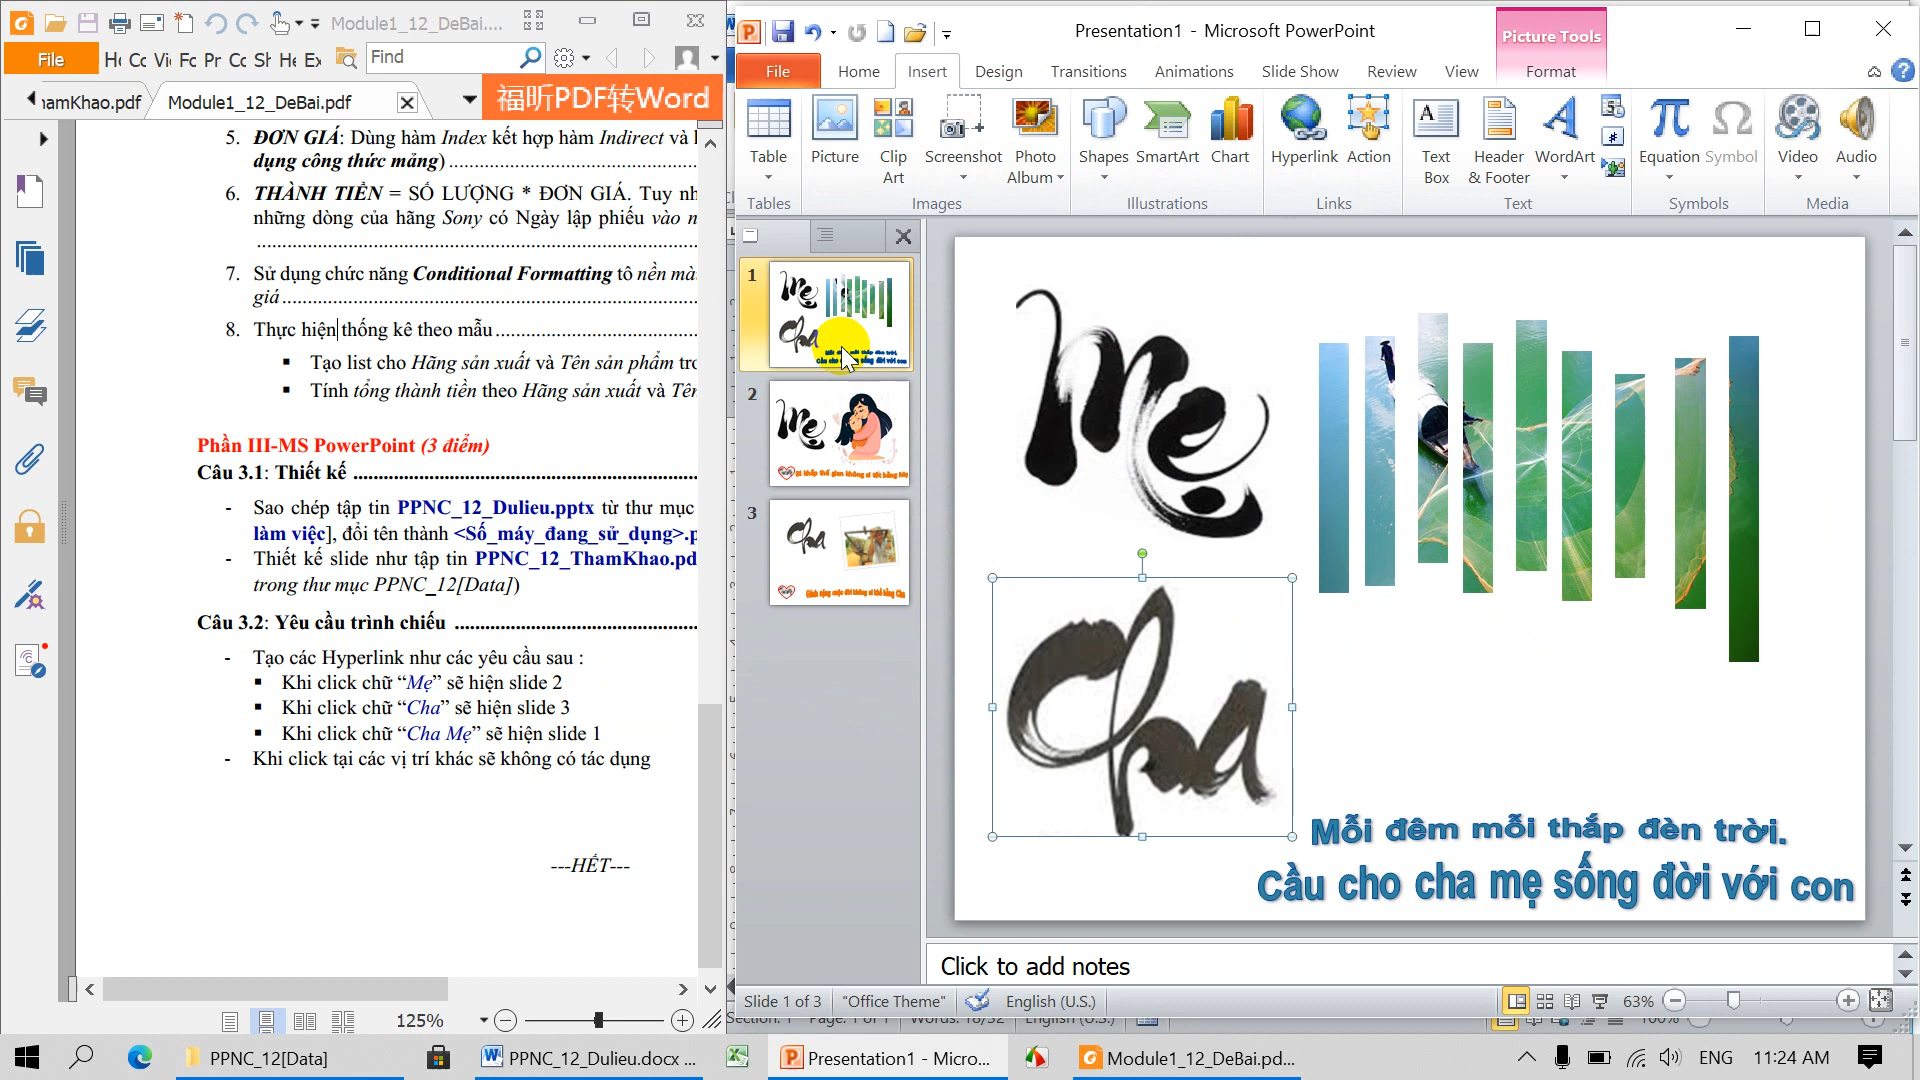 Module1_12_DeBai....
File
Find
hamKhao.pdf
Module1_12_DeBai.pdf
福昕PDF转Word
5. ĐƠN GIÁ: Dùng hàm Index kết hợp hàm Indirect và
dụng công thức mảng)
6. THÀNH TIỀN = SỐ LƯỢNG * ĐƠN GIÁ. Tuy
những dòng của hãng Sony có Ngày lập phiếu vào
7. Sử dụng chức năng Conditional Formatting tô nền
giá
8. Thực hiện thống kê theo mẫu
▪ Tạo list cho Hãng sản xuất và Tên sản phẩm
▪ Tính tổng thành tiền theo Hãng sản xuất và
Phần III-MS PowerPoint (3 điểm)
Câu 3.1: Thiết kế
- Sao chép tập tin PPNC_12_Dulieu.pptx từ thư mục
làm việc], đổi tên thành <Số_máy_đang_sử_dụng>.p
- Thiết kế slide như tập tin PPNC_12_ThamKhao.pd
trong thư mục PPNC_12[Data])
Câu 3.2: Yêu cầu trình chiếu
- Tạo các Hyperlink như các yêu cầu sau :
▪ Khi click chữ “Mẹ” sẽ hiện slide 2
▪ Khi click chữ “Cha” sẽ hiện slide 3
▪ Khi click chữ “Cha Mẹ” sẽ hiện slide 1
- Khi click tại các vị trí khác sẽ không có tác dụng
---HẾT---
125%
Presentation1 - Microsoft PowerPoint
Picture Tools
File Home Insert Design Transitions Animations Slide Show Review View Format
Table
Picture
Clip Art
Screenshot
Photo Album
Shapes
SmartArt
Chart
Hyperlink
Action
Text Box
Header & Footer
WordArt
Equation
Symbol
Video
Audio
Tables
Images
Illustrations
Links
Text
Symbols
Media
1
2
3
Mẹ
Cha
Mỗi đêm mỗi thắp đèn trời.
Cầu cho cha mẹ sống đời với con
Click to add notes
Slide 1 of 3
"Office Theme"
English (U.S.)
63%
PPNC_12[Data]
PPNC_12_Dulieu.docx ...
Presentation1 - Micro...
Module1_12_DeBai.pd...
ENG
11:24 AM